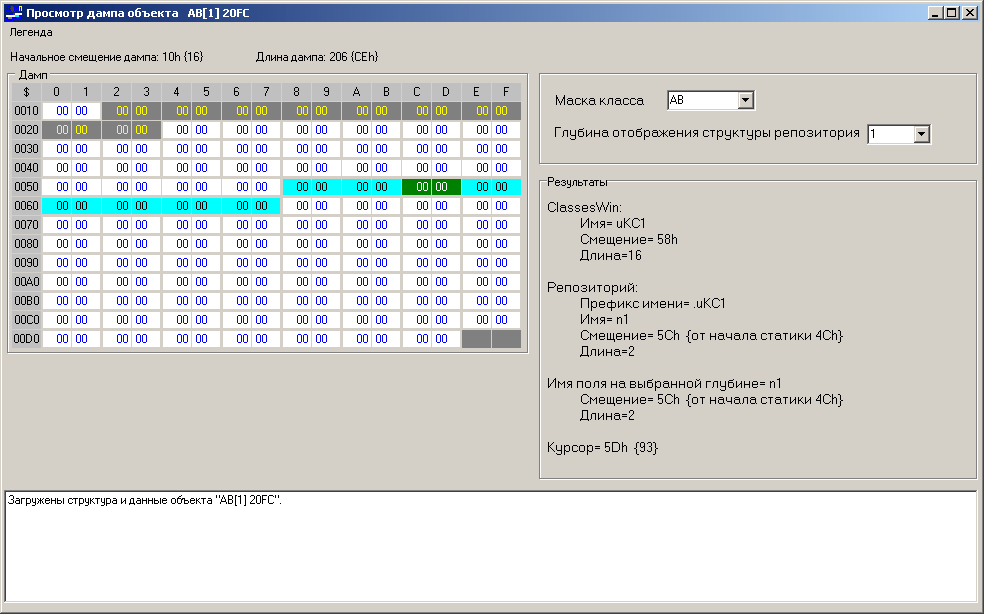 Просмотр дампа объекта AB[1] 20FC
Легенда
Начальное смещение дампа: 10h {16} Длина дампа: 206 {CEh}
Дамп
$ 0 1 2 3 4 5 6 7 8 9 A B C D E F
0010 00 00 00 00 00 00 00 00 00 00 00 00 00 00 00 00
0020 00 00 00 00 00 00 00 00 00 00 00 00 00 00 00 00
0030 00 00 00 00 00 00 00 00 00 00 00 00 00 00 00 00
0040 00 00 00 00 00 00 00 00 00 00 00 00 00 00 00 00
0050 00 00 00 00 00 00 00 00 00 00 00 00 00 00 00 00
0060 00 00 00 00 00 00 00 00 00 00 00 00 00 00 00 00
0070 00 00 00 00 00 00 00 00 00 00 00 00 00 00 00 00
0080 00 00 00 00 00 00 00 00 00 00 00 00 00 00 00 00
0090 00 00 00 00 00 00 00 00 00 00 00 00 00 00 00 00
00A0 00 00 00 00 00 00 00 00 00 00 00 00 00 00 00 00
00B0 00 00 00 00 00 00 00 00 00 00 00 00 00 00 00 00
00C0 00 00 00 00 00 00 00 00 00 00 00 00 00 00 00 00
00D0 00 00 00 00 00 00 00 00 00 00 00 00 00 00
Маска класса AB
Глубина отображения структуры репозитория 1
Результаты
ClassesWin:
Имя= uKC1
Смещение= 58h
Длина=16
Репозиторий:
Префикс имени= .uKC1
Имя= n1
Смещение= 5Ch {от начала статики 4Ch}
Длина=2
Имя поля на выбранной глубине= n1
Смещение= 5Ch {от начала статики 4Ch}
Длина=2
Курсор= 5Dh {93}
Загружены структура и данные объекта "AB[1] 20FC".